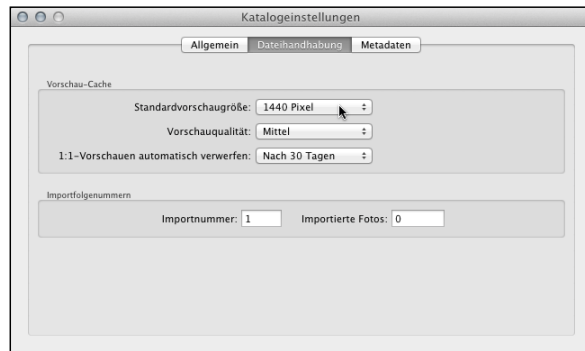 Katalogeinstellungen
Allgemein Dateihandhabung Metadaten
Vorschau-Cache
Standardvorschaugröße: 1440 Pixel
Vorschauqualität: Mittel
1:1-Vorschauen automatisch verwerfen: Nach 30 Tagen
Importfolgenummern
Importnummer: 1 Importierte Fotos: 0